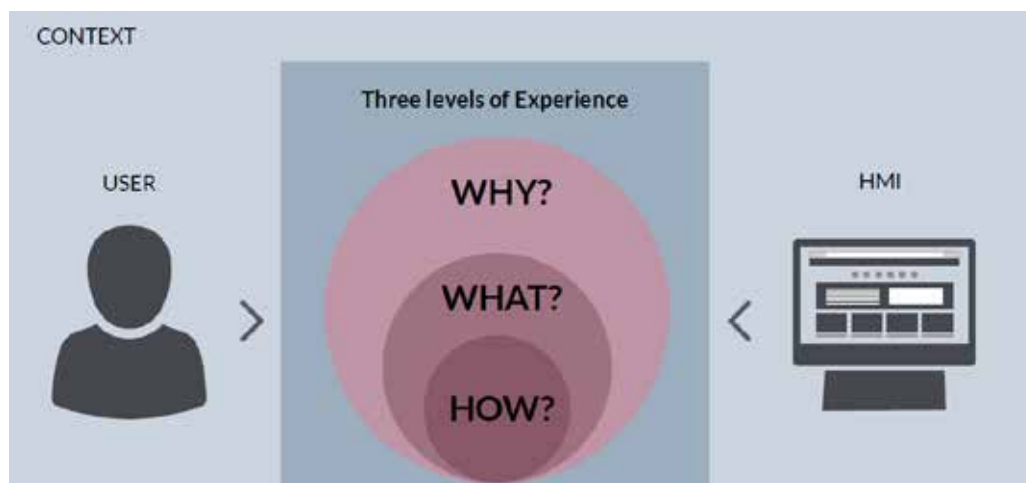 CONTEXT
Three levels of Experience
USER
WHY?
HMI
WHAT?
HOW?